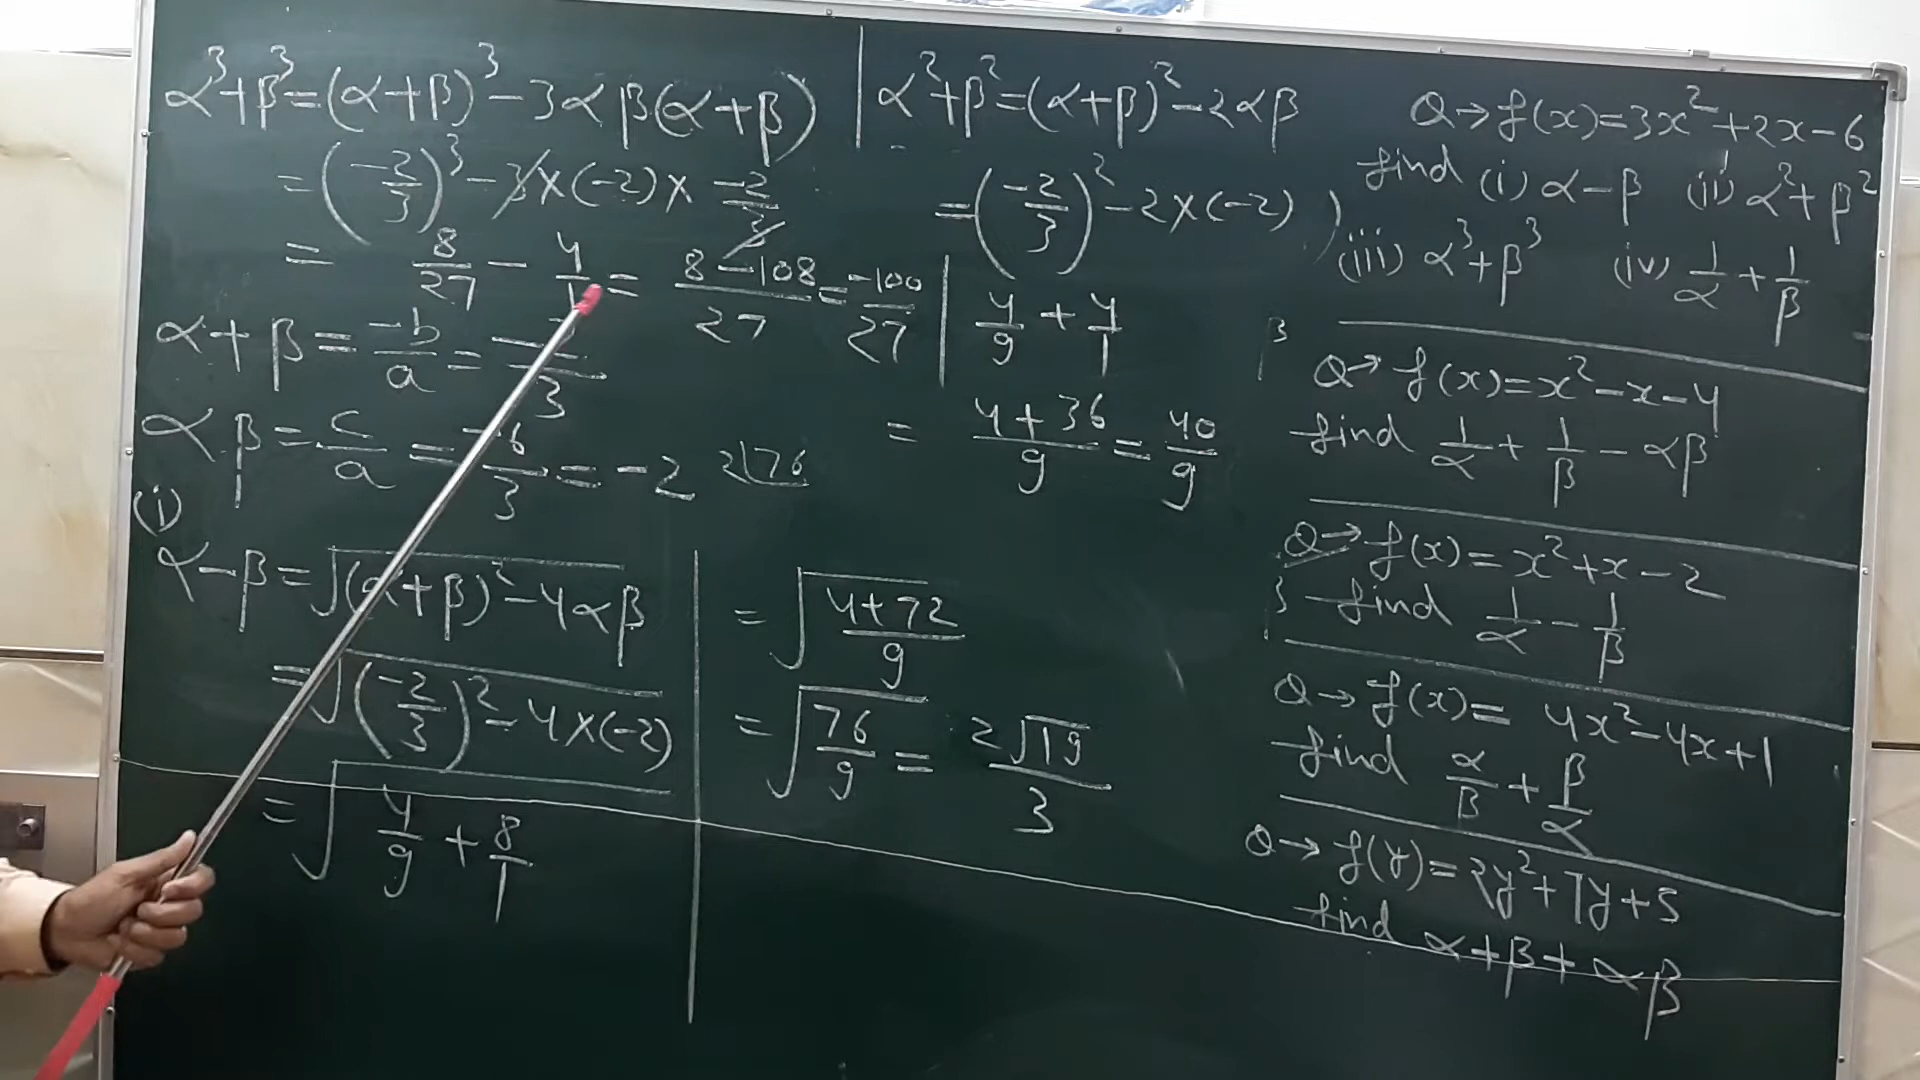 α³+β³=(α+β)³-3αβ(α+β)
=(-2/3)³-3×(-2)×-2/3
= 8/27 - 4/1 = 8-108/27 = -100/27
α+β = -b/a = -2/3
αβ = c/a = -6/3 = -2
2⌊76
(i)
α-β=√(α+β)²-4αβ
=√(-2/3)²-4×(-2)
=√4/9 + 8/1
=√4+72/9
=√76/9 = 2√19/3
α²+β²=(α+β)²-2αβ
=(-2/3)²-2×(-2)
4/9 + 4/1
= 4+36/9 = 40/9
Q→ f(x)=3x²+2x-6
find (i) α-β (ii) α²+β²
(iii) α³+β³ (iv) 1/α + 1/β
Q→ f(x)=x²-x-4
find 1/α + 1/β - αβ
Q→ f(x)= x²+x-2
find 1/α - 1/β
Q→ f(x)= 4x²-4x+1
find α/β + β/α
Q→ f(y)=2y²+7y+5
find α+β+αβ